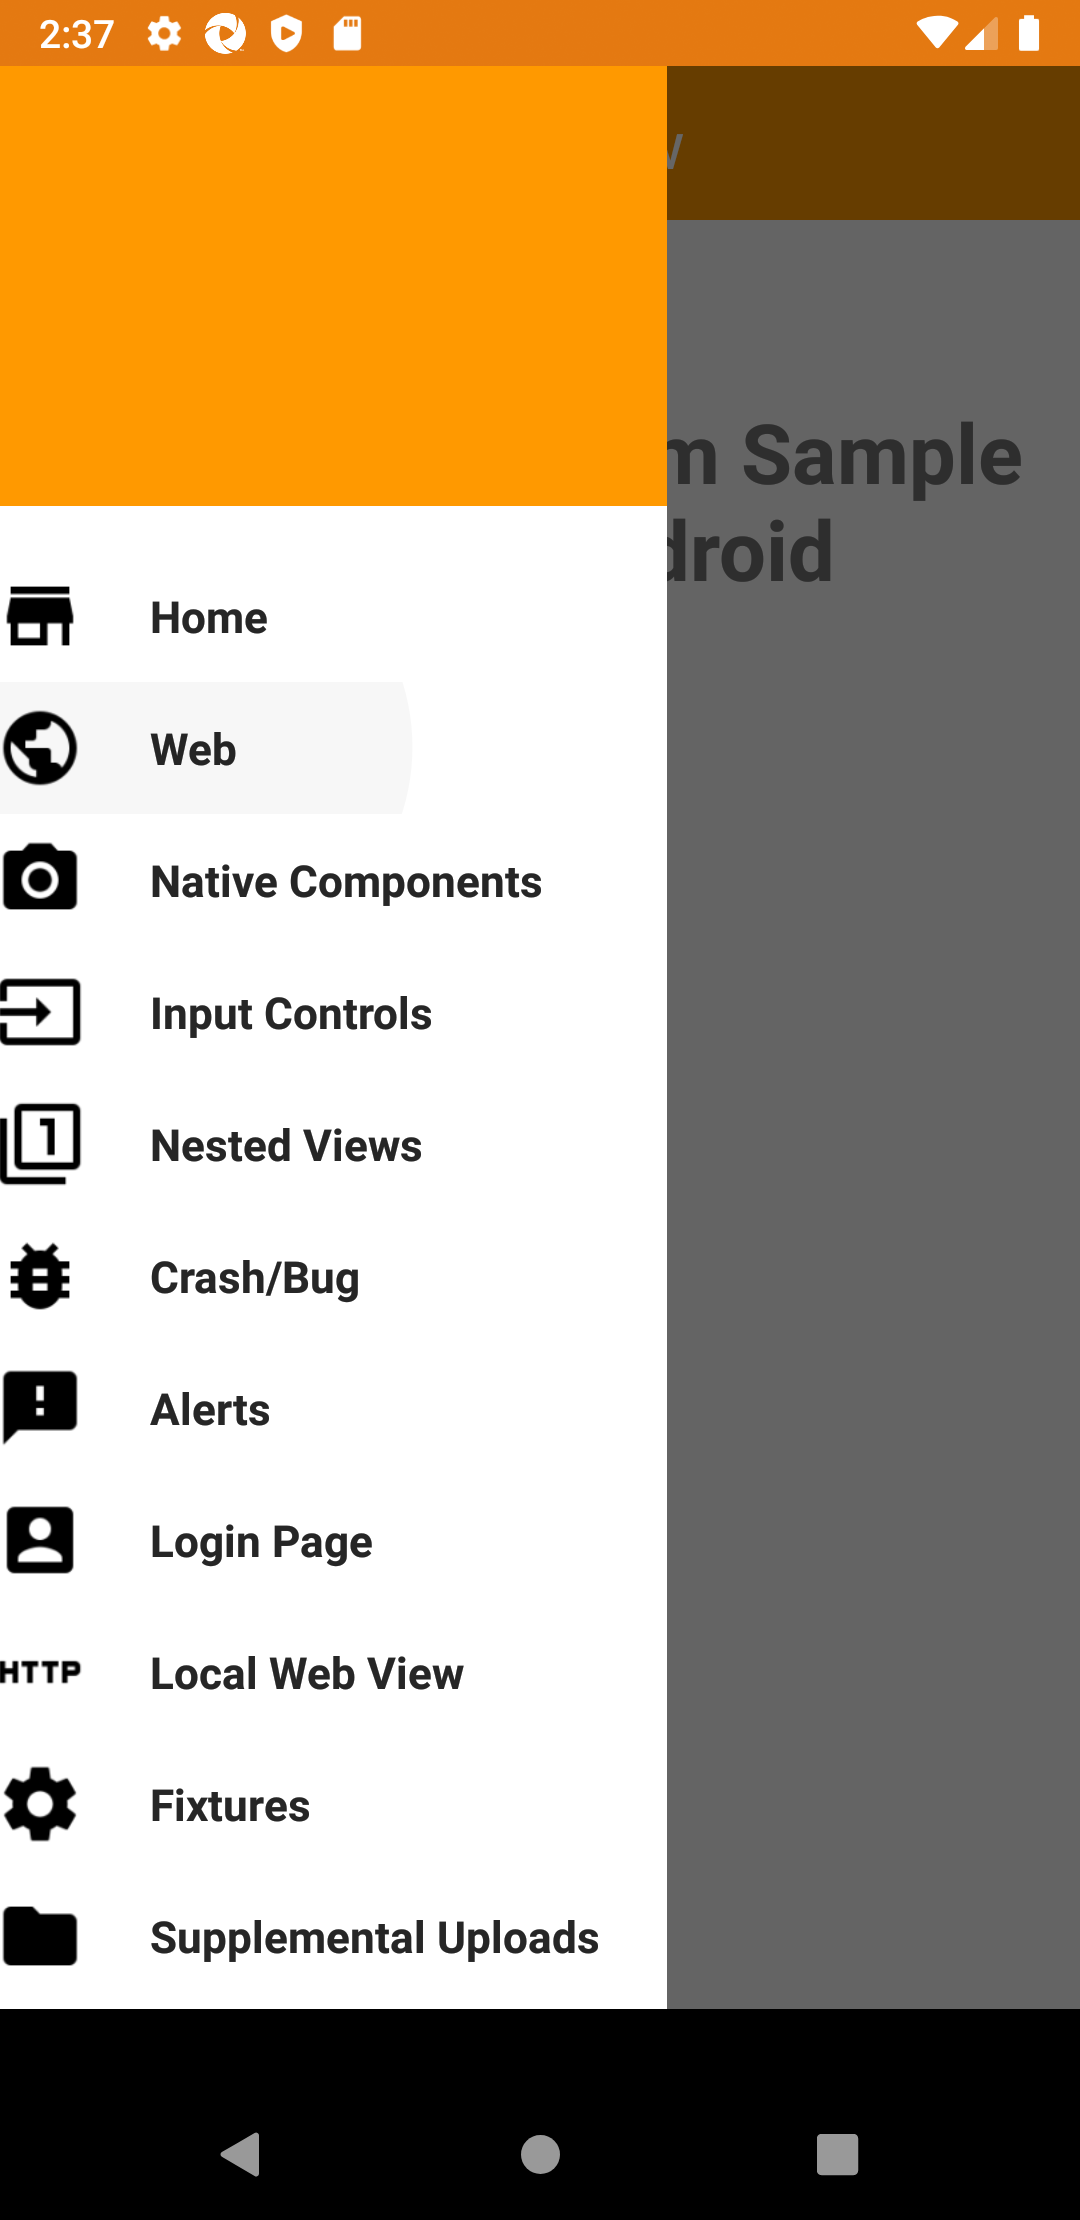 2:37
m Sample
droid
Home
Web
Native Components
Input Controls
1 Nested Views
Crash/Bug
Alerts
Login Page
HTTP Local Web View
Fixtures
Supplemental Uploads